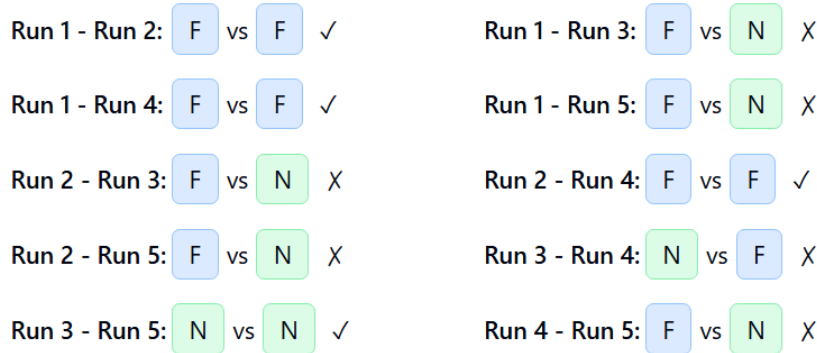 Run 1 - Run 2: F vs F ✓
Run 1 - Run 3: F vs N ✗
Run 1 - Run 4: F vs F ✓
Run 1 - Run 5: F vs N ✗
Run 2 - Run 3: F vs N ✗
Run 2 - Run 4: F vs F ✓
Run 2 - Run 5: F vs N ✗
Run 3 - Run 4: N vs F ✗
Run 3 - Run 5: N vs N ✓
Run 4 - Run 5: F vs N ✗